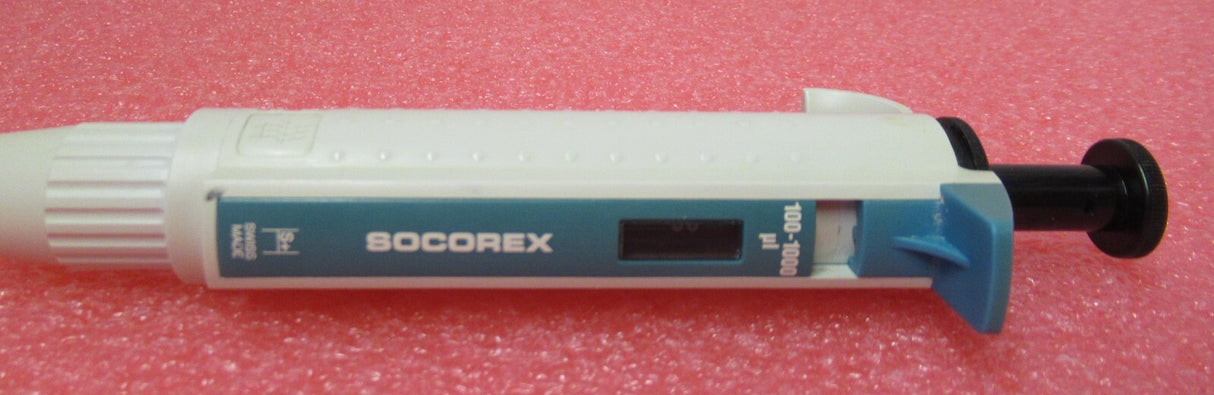 SWISS
MADE
SOCOREX
100-1000
µl